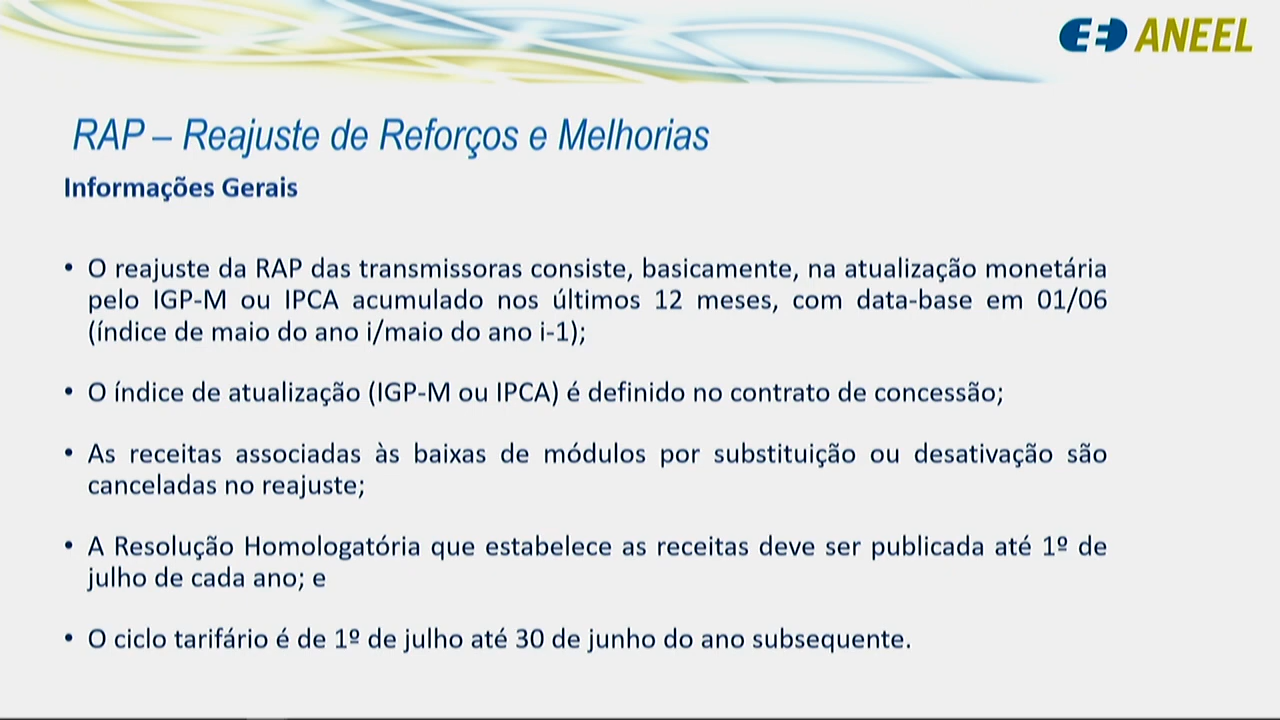 ANEEL
RAP – Reajuste de Reforços e Melhorias
Informações Gerais
• O reajuste da RAP das transmissoras consiste, basicamente, na atualização monetária
pelo IGP-M ou IPCA acumulado nos últimos 12 meses, com data-base em 01/06
(índice de maio do ano i/maio do ano i-1);
• O índice de atualização (IGP-M ou IPCA) é definido no contrato de concessão;
• As receitas associadas às baixas de módulos por substituição ou desativação são
canceladas no reajuste;
• A Resolução Homologatória que estabelece as receitas deve ser publicada até 1º de
julho de cada ano; e
• O ciclo tarifário é de 1º de julho até 30 de junho do ano subsequente.